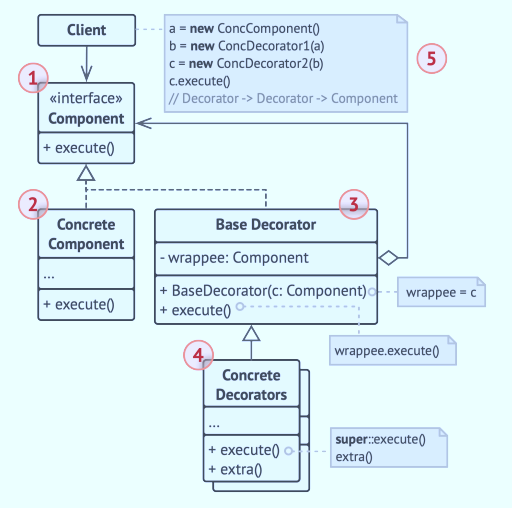 Client
a = new ConcComponent()
b = new ConcDecorator1(a)
c = new ConcDecorator2(b)
c.execute()
// Decorator -> Decorator -> Component
5
1
«interface»
Component
+ execute()
2
Concrete
Component
...
+ execute()
3
Base Decorator
- wrappee: Component
+ BaseDecorator(c: Component)
+ execute()
wrappee = c
wrappee.execute()
4
Concrete
Decorators
...
+ execute()
+ extra()
super::execute()
extra()